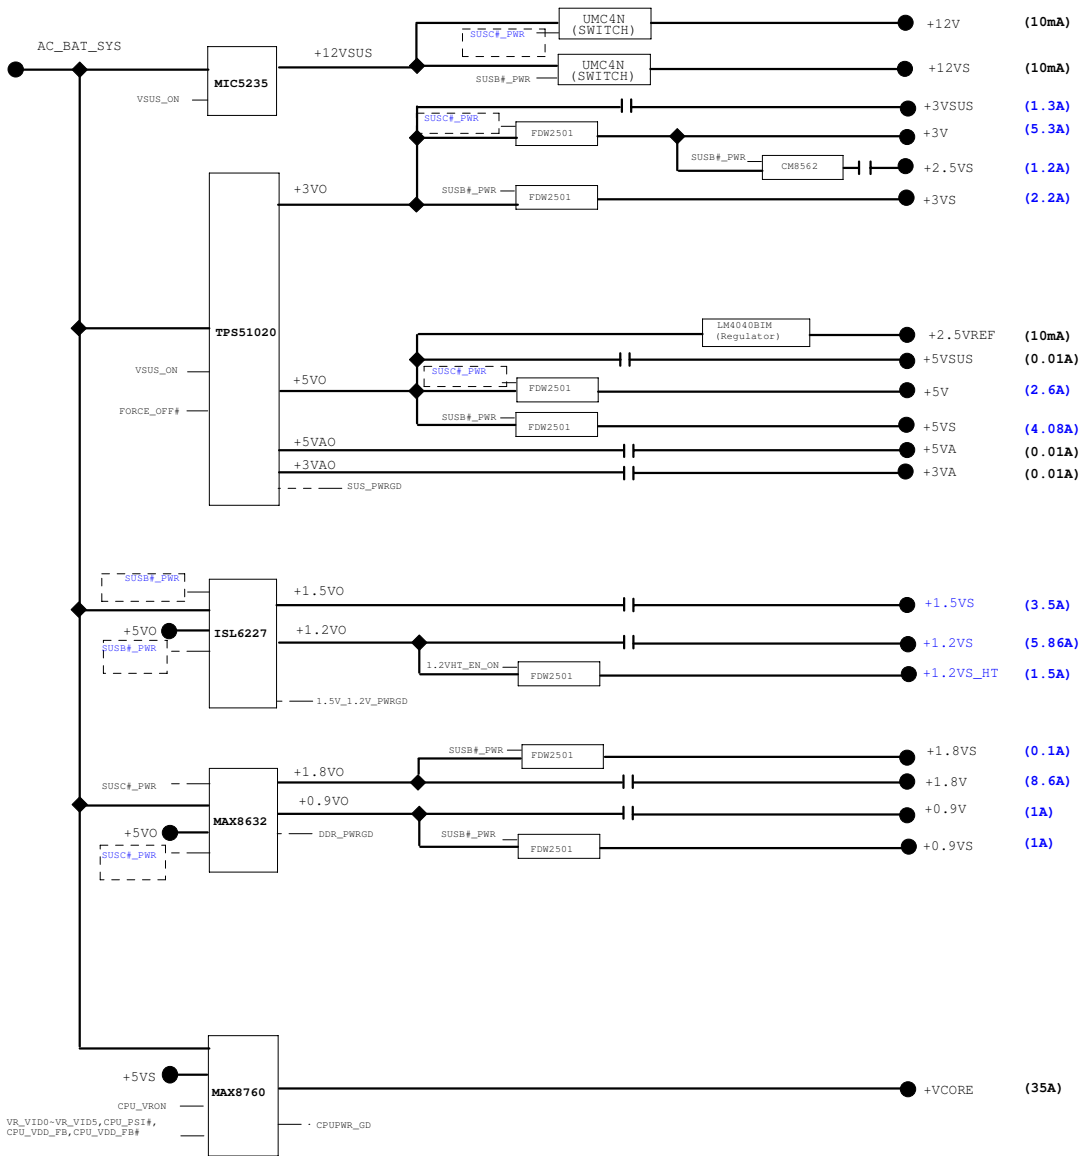 UMC4N
(SWITCH)
+12V
(10mA)
SUSC#_PWR
AC_BAT_SYS
+12VSUS
UMC4N
(SWITCH)
+12VS
(10mA)
SUSB#_PWR
MIC5235
VSUS_ON
+3VSUS
(1.3A)
SUSC#_PWR
FDW2501
+3V
(5.3A)
SUSB#_PWR
CM8562
+2.5VS
(1.2A)
+3VO
SUSB#_PWR
FDW2501
+3VS
(2.2A)
TPS51020
LM4040BIM
(Regulator)
+2.5VREF
(10mA)
VSUS_ON
+5VSUS
(0.01A)
SUSC#_PWR
+5VO
FDW2501
+5V
(2.6A)
FORCE_OFF#
SUSB#_PWR
FDW2501
+5VS
(4.08A)
+5VAO
+5VA
(0.01A)
+3VAO
+3VA
(0.01A)
SUS_PWRGD
SUSB#_PWR
+1.5VO
+1.5VS
(3.5A)
+5VO
ISL6227
+1.2VO
+1.2VS
(5.86A)
SUSB#_PWR
1.2VHT_EN_ON
FDW2501
+1.2VS_HT
(1.5A)
1.5V_1.2V_PWRGD
SUSB#_PWR
FDW2501
+1.8VS
(0.1A)
SUSC#_PWR
+1.8VO
+1.8V
(8.6A)
MAX8632
+0.9VO
+0.9V
(1A)
+5VO
DDR_PWRGD
SUSB#_PWR
FDW2501
+0.9VS
(1A)
SUSC#_PWR
+5VS
MAX8760
+VCORE
(35A)
CPU_VRON
VR_VID0~VR_VID5,CPU_PSI#,
CPU_VDD_FB,CPU_VDD_FB#
CPUPWR_GD